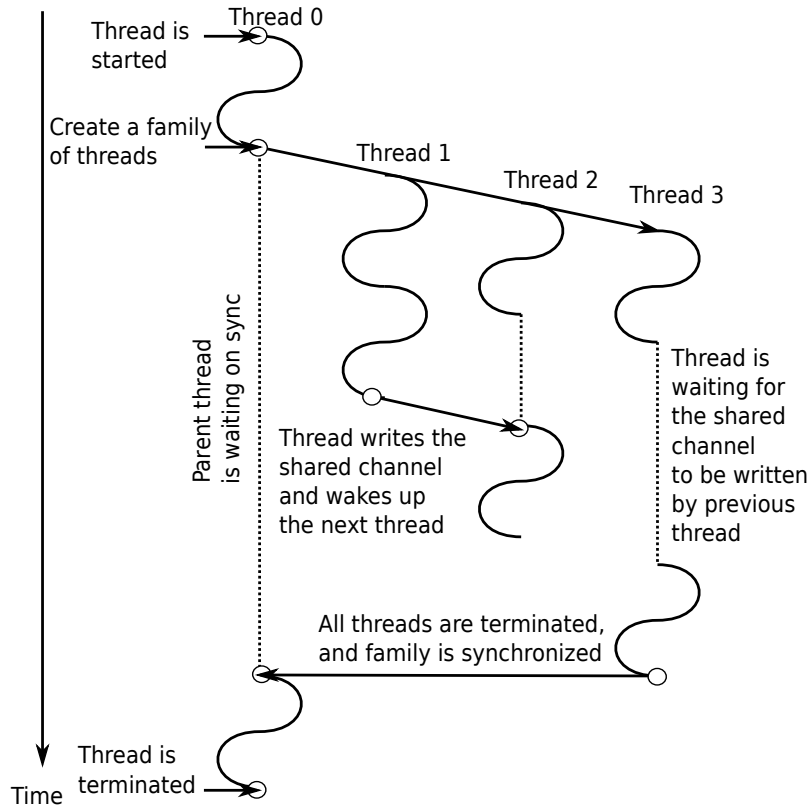 Thread 0
Thread is
started
Create a family
of threads
Thread 1
Thread 2
Thread 3
Parent thread
is waiting on sync
Thread is
waiting for
the shared
channel
to be written
by previous
thread
Thread writes the
shared channel
and wakes up
the next thread
All threads are terminated,
and family is synchronized
Thread is
terminated
Time